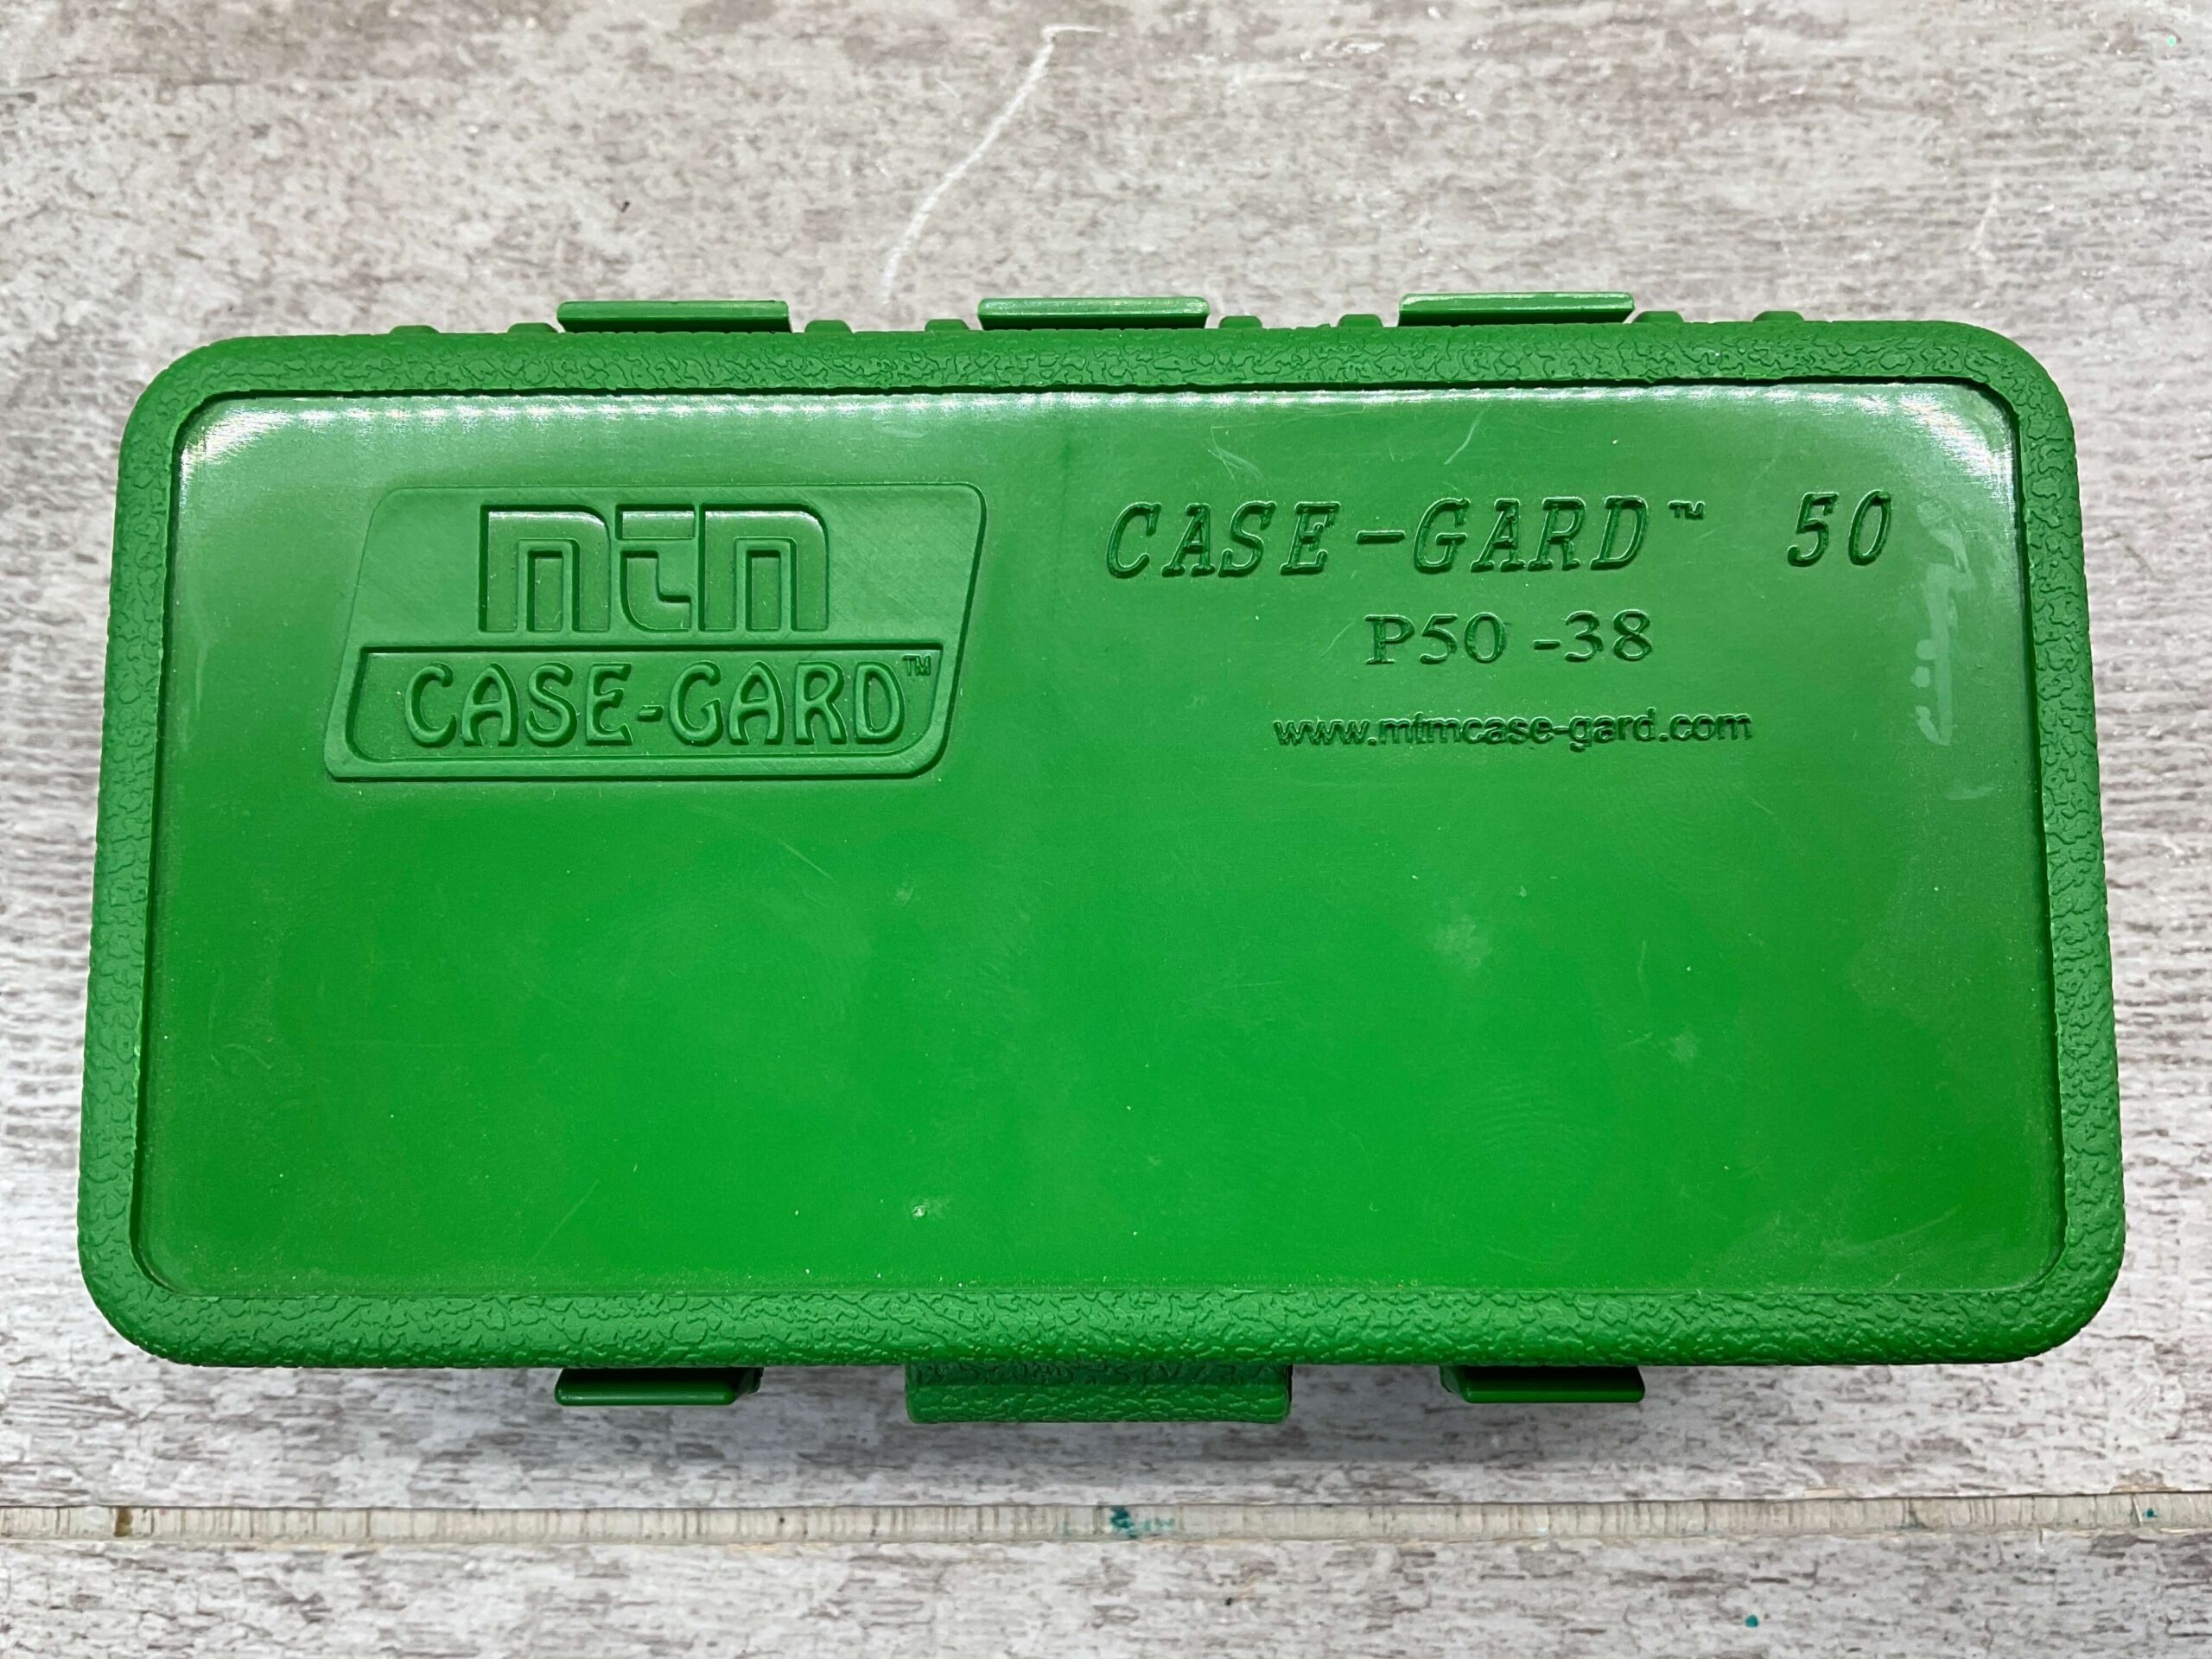 mtm
CASE-GARD™
CASE-GARD™ 50
P50 -38
www.mtmcase-gard.com